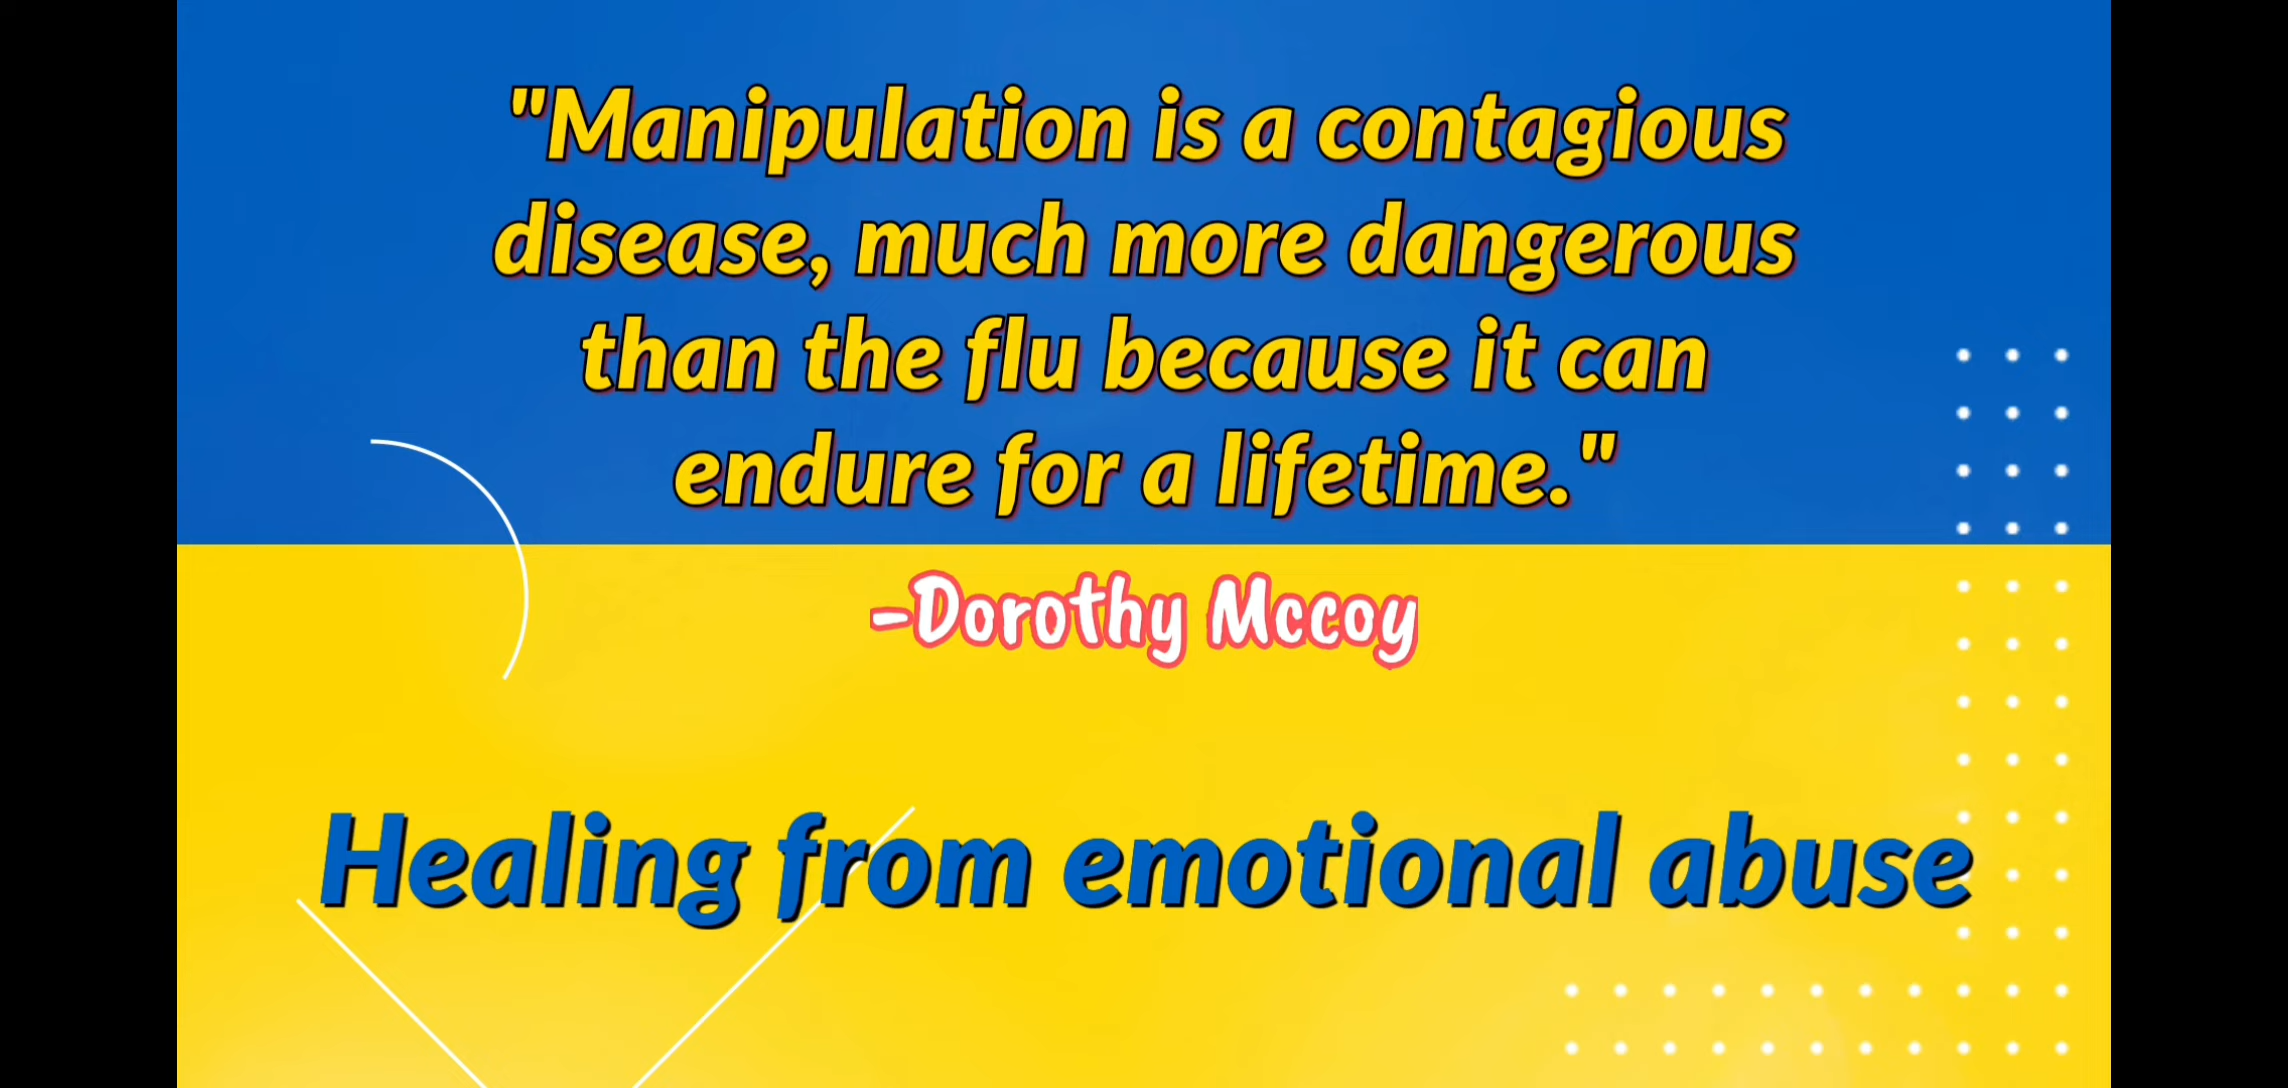 "Manipulation is a contagious
disease, much more dangerous
than the flu because it can
endure for a lifetime."
-Dorothy Mccoy
Healing from emotional abuse